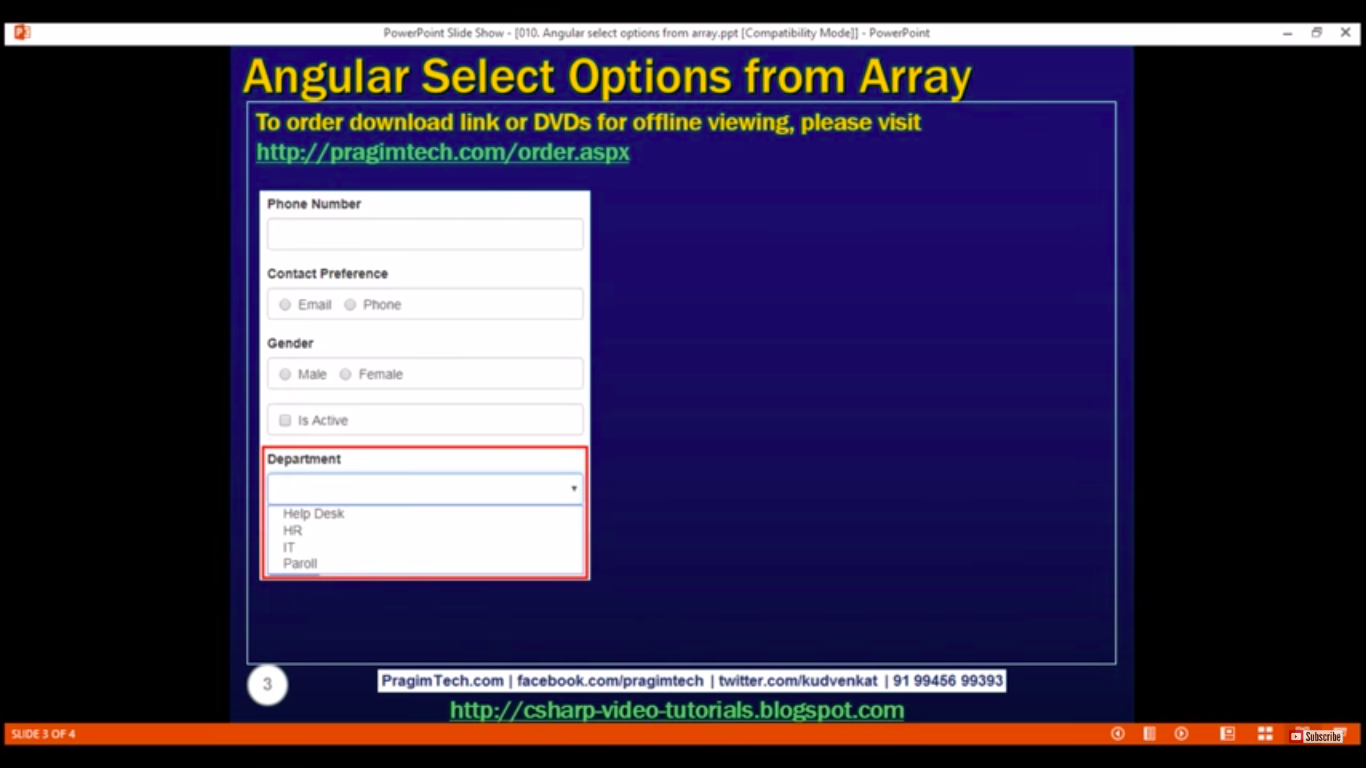 PowerPoint Slide Show - [010. Angular select options from array.ppt [Compatibility Mode]] - PowerPoint
Angular Select Options from Array
To order download link or DVDs for offline viewing, please visit
http://pragimtech.com/order.aspx
Phone Number
Contact Preference
Email Phone
Gender
Male Female
Is Active
Department
Help Desk
HR
IT
Paroll
3
PragimTech.com | facebook.com/pragimtech | twitter.com/kudvenkat | 91 99456 99393
http://csharp-video-tutorials.blogspot.com
SLIDE 3 OF 4
Subscribe